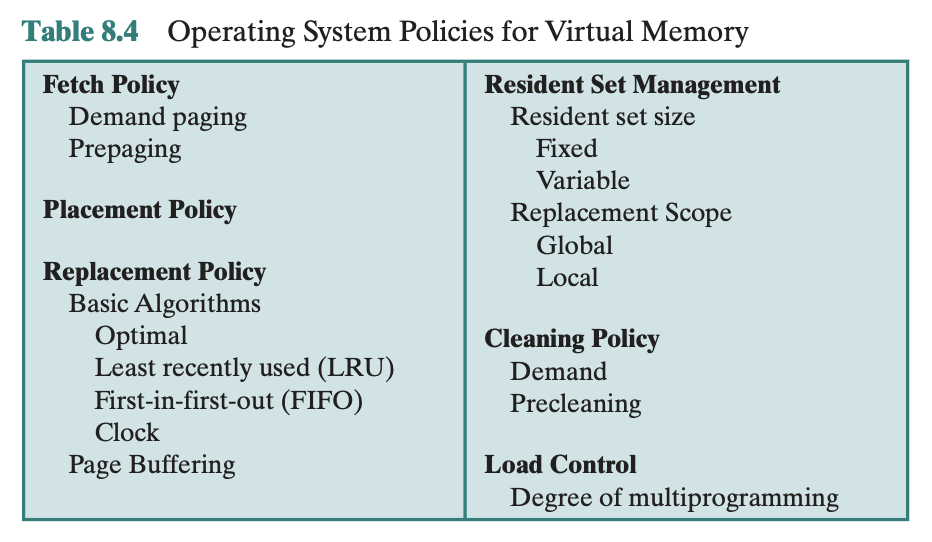 Table 8.4 Operating System Policies for Virtual Memory
Fetch Policy
Demand paging
Prepaging
Placement Policy
Replacement Policy
Basic Algorithms
Optimal
Least recently used (LRU)
First-in-first-out (FIFO)
Clock
Page Buffering
Resident Set Management
Resident set size
Fixed
Variable
Replacement Scope
Global
Local
Cleaning Policy
Demand
Precleaning
Load Control
Degree of multiprogramming